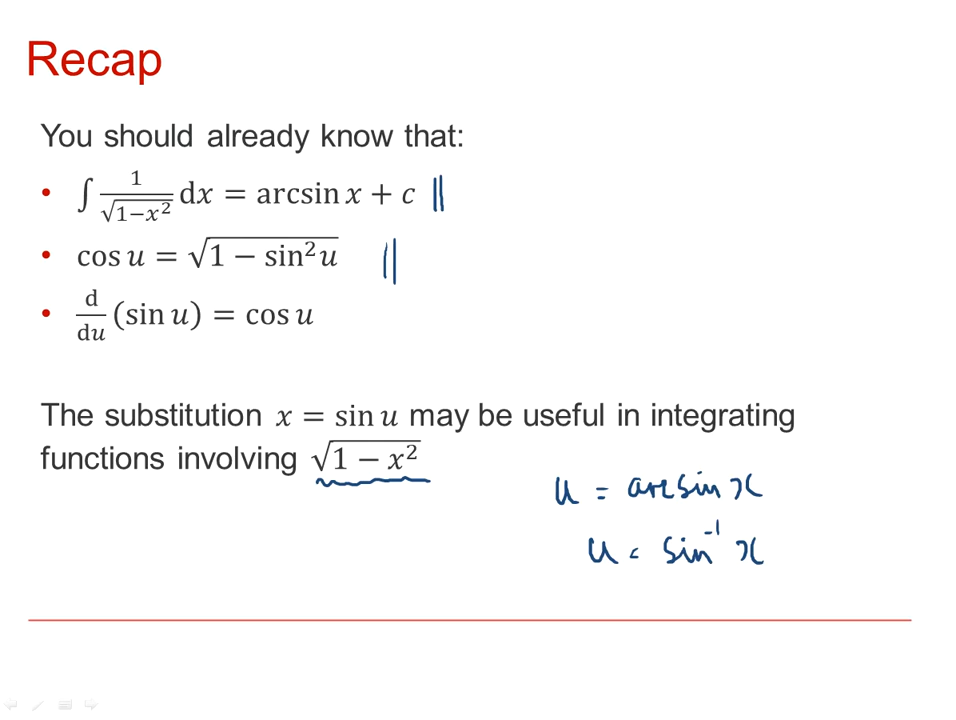 Recap
You should already know that:
• ∫ 1/√(1−x²) dx = arcsin x + c
• cos u = √(1 − sin²u)
• d/du (sin u) = cos u
The substitution x = sin u may be useful in integrating
functions involving √(1 − x²)
u = arcsin x
u = sin⁻¹ x